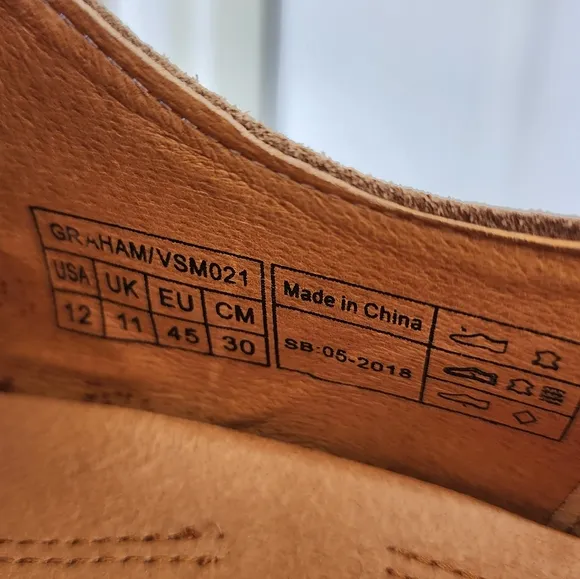 GRAHAM/VSM021
USA UK EU CM
12 11 45 30
Made in China
SB:05-2018